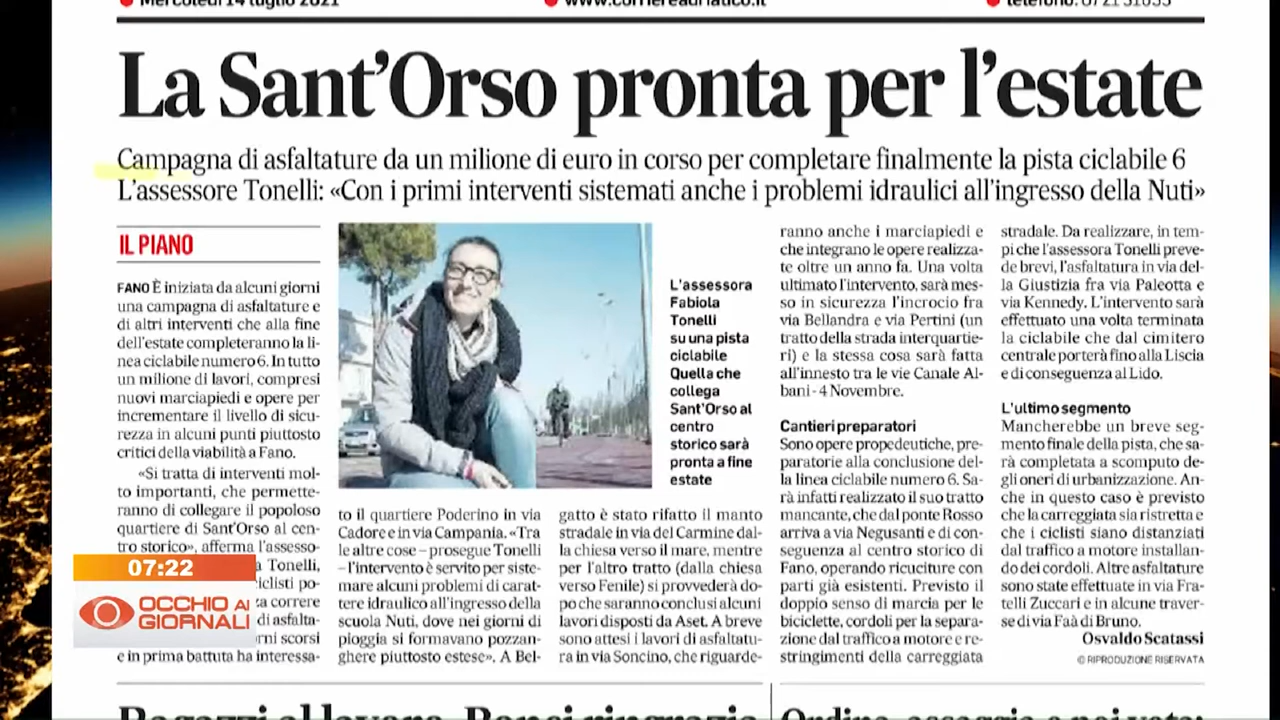 Mercoledì 14 luglio 2021
www.corriereadriatico.it
telefono: 0721 31633
La Sant'Orso pronta per l'estate
Campagna di asfaltature da un milione di euro in corso per completare finalmente la pista ciclabile 6
L'assessore Tonelli: «Con i primi interventi sistemati anche i problemi idraulici all'ingresso della Nuti»
IL PIANO
FANO È iniziata da alcuni giorni
una campagna di asfaltature e
di altri interventi che alla fine
dell'estate completeranno la li-
nea ciclabile numero 6. In tutto
un milione di lavori, compresi
nuovi marciapiedi e opere per
incrementare il livello di sicu-
rezza in alcuni punti piuttosto
critici della viabilità a Fano.
«Si tratta di interventi mol-
to importanti, che permette-
ranno di collegare il popoloso
quartiere di Sant'Orso al cen-
tro storico», afferma l'assesso-
a Tonelli,
ciclisti po-
za correre
di asfalta-
rni scorsi
e in prima battuta ha interessa-
L'assessora
Fabiola
Tonelli
su una pista
ciclabile
Quella che
collega
Sant'Orso al
centro
storico sarà
pronta a fine
estate
to il quartiere Poderino in via
Cadore e in via Campania. «Tra
le altre cose – prosegue Tonelli
– l'intervento è servito per siste-
mare alcuni problemi di carat-
tere idraulico all'ingresso della
scuola Nuti, dove nei giorni di
pioggia si formavano pozzan-
ghere piuttosto estese». A Bel-
gatto è stato rifatto il manto
stradale in via del Carmine dal-
la chiesa verso il mare, mentre
per l'altro tratto (dalla chiesa
verso Fenile) si provvederà do-
po che saranno conclusi alcuni
lavori disposti da Aset. A breve
sono attesi i lavori di asfaltatu-
ra in via Soncino, che riguarde-
ranno anche i marciapiedi e
che integrano le opere realizza-
te oltre un anno fa. Una volta
ultimato l'intervento, sarà mes-
so in sicurezza l'incrocio fra
via Bellandra e via Pertini (un
tratto della strada interquartie-
ri) e la stessa cosa sarà fatta
all'innesto tra le vie Canale Al-
bani - 4 Novembre.
Cantieri preparatori
Sono opere propedeutiche, pre-
paratorie alla conclusione del-
la linea ciclabile numero 6. Sa-
rà infatti realizzato il suo tratto
mancante, che dal ponte Rosso
arriva a via Negusanti e di con-
seguenza al centro storico di
Fano, operando ricuciture con
parti già esistenti. Previsto il
doppio senso di marcia per le
biciclette, cordoli per la separa-
zione dal traffico a motore e re-
stringimenti della carreggiata
stradale. Da realizzare, in tem-
pi che l'assessora Tonelli preve-
de brevi, l'asfaltatura in via del-
la Giustizia fra via Paleotta e
via Kennedy. L'intervento sarà
effettuato una volta terminata
la ciclabile che dal cimitero
centrale porterà fino alla Liscia
e di conseguenza al Lido.
L'ultimo segmento
Mancherebbe un breve seg-
mento finale della pista, che sa-
rà completata a scomputo de-
gli oneri di urbanizzazione. An-
che in questo caso è previsto
che la carreggiata sia ristretta e
che i ciclisti siano distanziati
dal traffico a motore installan-
do dei cordoli. Altre asfaltature
sono state effettuate in via Fra-
telli Zuccari e in alcune traver-
se di via Faà di Bruno.
Osvaldo Scatassi
© RIPRODUZIONE RISERVATA
07:22
OCCHIO AI
GIORNALI